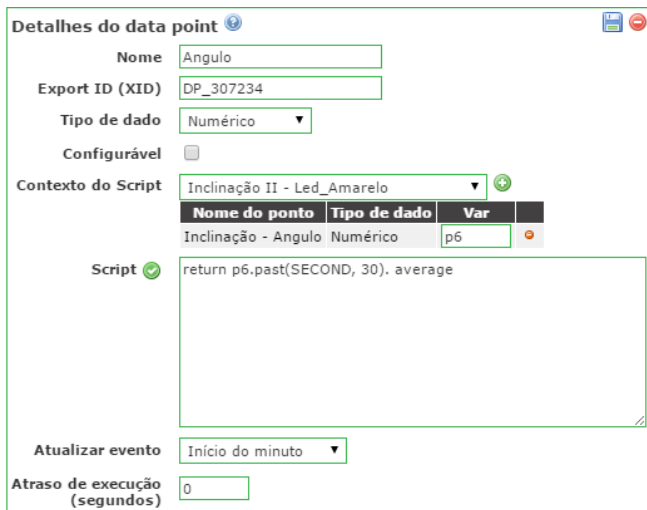 Detalhes do data point
Nome Angulo
Export ID (XID) DP_307234
Tipo de dado Numérico
Configurável
Contexto do Script Inclinação II - Led_Amarelo
Nome do ponto Tipo de dado Var
Inclinação - Angulo Numérico p6
Script return p6.past(SECOND, 30). average
Atualizar evento Início do minuto
Atraso de execução
(segundos) 0